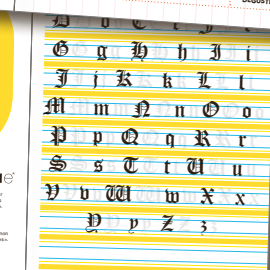 G g H h I i
J j K k L l
M m N n O o
P p Q q R r
S s T t U u
V v W w X x
Y y Z z